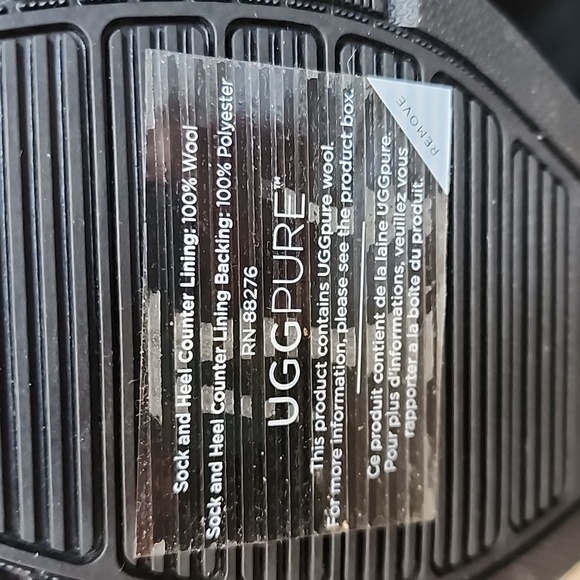 Sock and Heel Counter Lining: 100% Wool
Sock and Heel Counter Lining Backing: 100% Polyester
RN 88276
UGGPURE™
This product contains UGGpure wool.
For more information, please see the product box.
Ce produit contient de la laine UGGpure.
Pour plus d'informations, veuillez vous
rapporter a la boîte du produit.
REMOVE